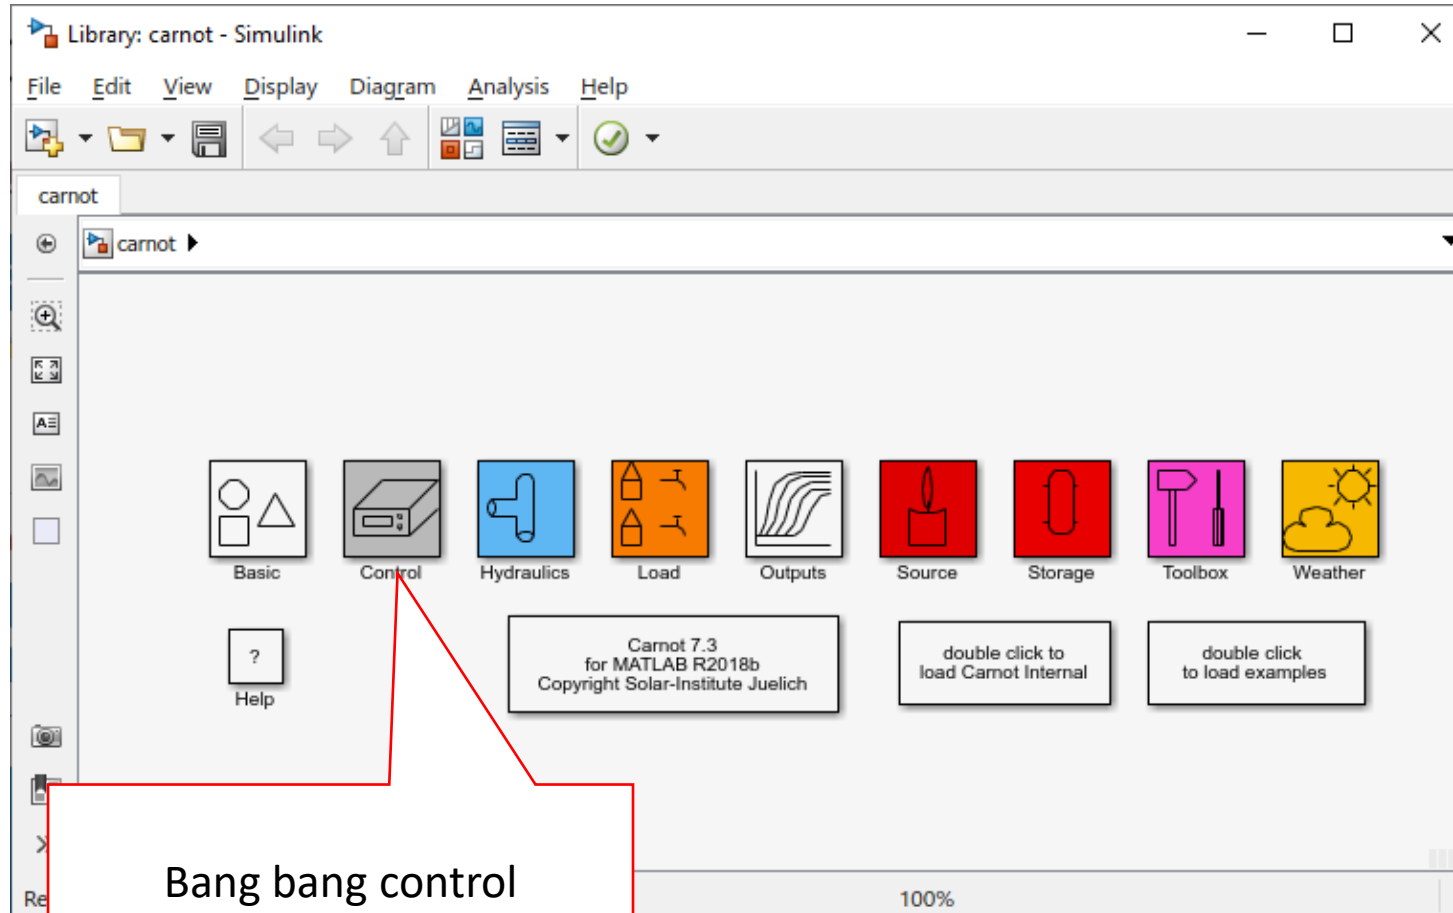 Library: carnot - Simulink
File Edit View Display Diagram Analysis Help
carnot
carnot
Basic Control Hydraulics Load Outputs Source Storage Toolbox Weather
?
Help
Carnot 7.3
for MATLAB R2018b
Copyright Solar-Institute Juelich
double click to
load Carnot Internal
double click
to load examples
Bang bang control
Re
100%